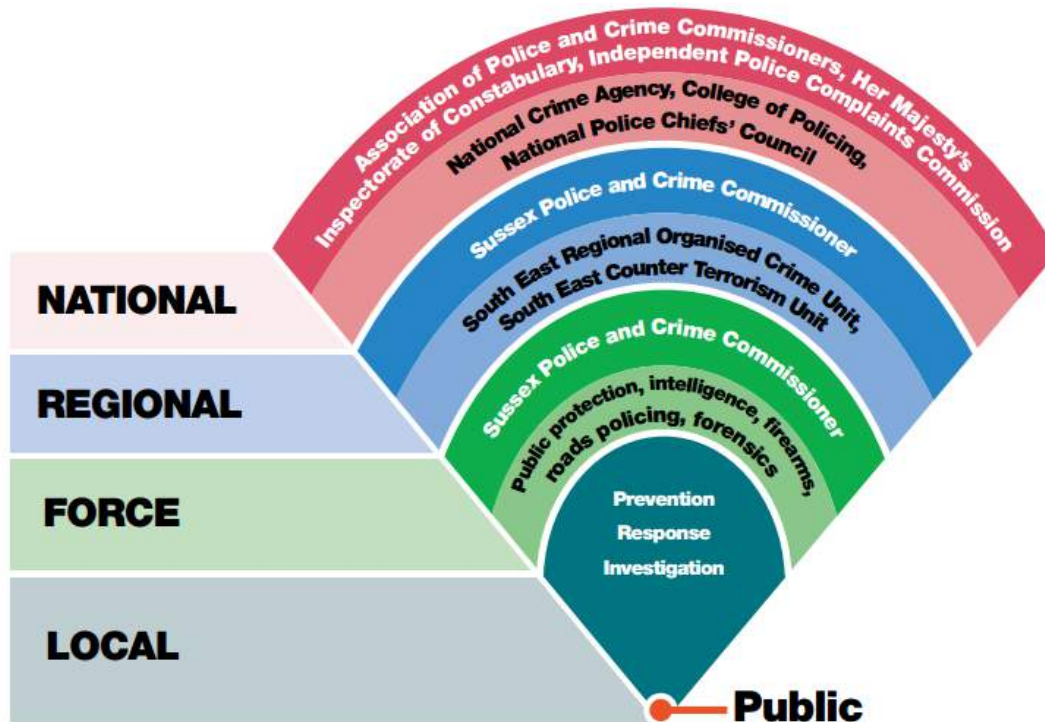 Association of Police and Crime Commissioners, Her Majesty's
Inspectorate of Constabulary, Independent Police Complaints Commission
National Crime Agency, College of Policing,
National Police Chiefs' Council
Sussex Police and Crime Commissioner
South East Regional Organised Crime Unit,
South East Counter Terrorism Unit
Sussex Police and Crime Commissioner
Public protection, intelligence, firearms,
roads policing, forensics
Prevention
Response
Investigation
NATIONAL
REGIONAL
FORCE
LOCAL
Public